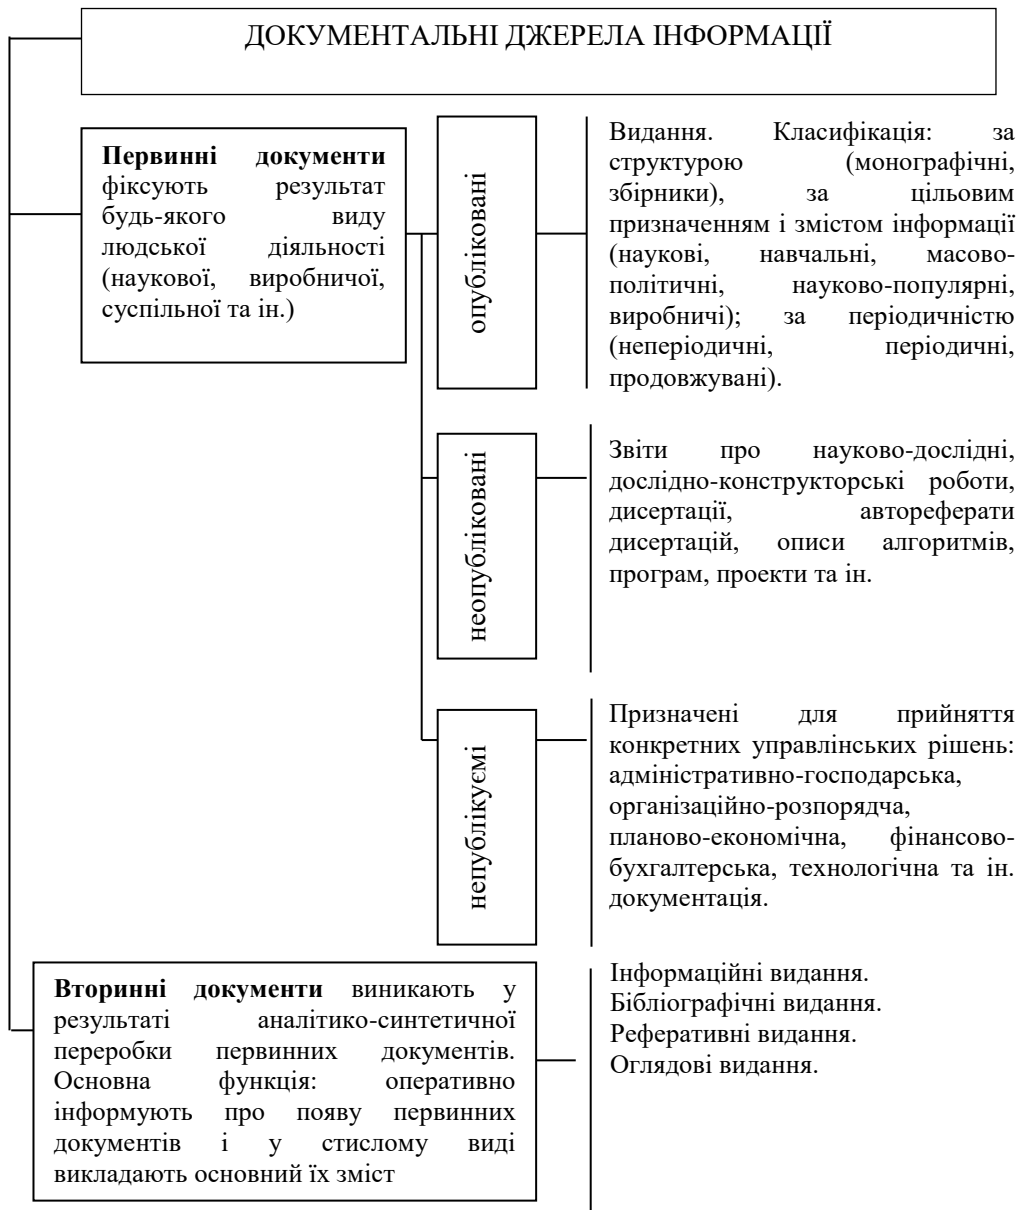 ДОКУМЕНТАЛЬНІ ДЖЕРЕЛА ІНФОРМАЦІЇ
Первинні документи
фіксують результат
будь-якого виду
людської діяльності
(наукової, виробничої,
суспільної та ін.)
опубліковані
Видання. Класифікація: за
структурою (монографічні,
збірники), за цільовим
призначенням і змістом інформації
(наукові, навчальні, масово-
політичні, науково-популярні,
виробничі); за періодичністю
(неперіодичні, періодичні,
продовжувані).
неопубліковані
Звіти про науково-дослідні,
дослідно-конструкторські роботи,
дисертації, автореферати
дисертацій, описи алгоритмів,
програм, проекти та ін.
непублікуємі
Призначені для прийняття
конкретних управлінських рішень:
адміністративно-господарська,
організаційно-розпорядча,
планово-економічна, фінансово-
бухгалтерська, технологічна та ін.
документація.
Вторинні документи виникають у
результаті аналітико-синтетичної
переробки первинних документів.
Основна функція: оперативно
інформують про появу первинних
документів і у стислому виді
викладають основний їх зміст
Інформаційні видання.
Бібліографічні видання.
Реферативні видання.
Оглядові видання.